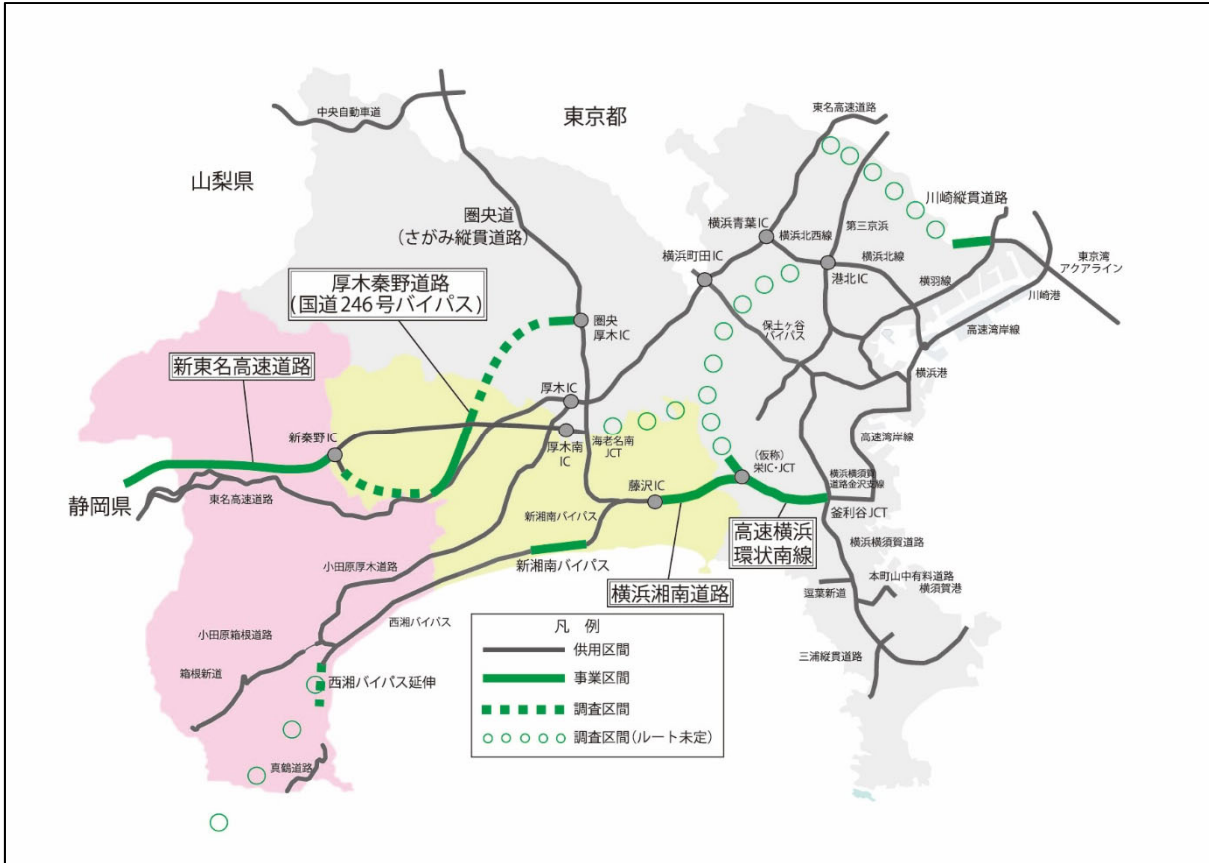 東京都
中央自動車道
東名高速道路
山梨県
川崎縦貫道路
圏央道
（さがみ縦貫道路）
横浜青葉IC
横浜北西線
第三京浜
横浜北線
横浜町田IC
港北IC
東京湾
アクアライン
横羽線
川崎港
厚木秦野道路
(国道246号バイパス)
圏央
厚木IC
保土ヶ谷
バイパス
高速湾岸線
新東名高速道路
横浜港
厚木IC
新秦野IC
厚木南
IC
海老名南
JCT
高速湾岸線
（仮称）
栄IC・JCT
横浜横須賀
道路金沢支線
静岡県
東名高速道路
藤沢IC
釜利谷JCT
新湘南バイパス
高速横浜
環状南線
横浜横須賀道路
新湘南バイパス
小田原厚木道路
横浜湘南道路
本町山中有料道路
横須賀港
逗葉新道
西湘バイパス
小田原箱根道路
三浦縦貫道路
箱根新道
西湘バイパス延伸
真鶴道路
凡 例
供用区間
事業区間
調査区間
調査区間（ルート未定）